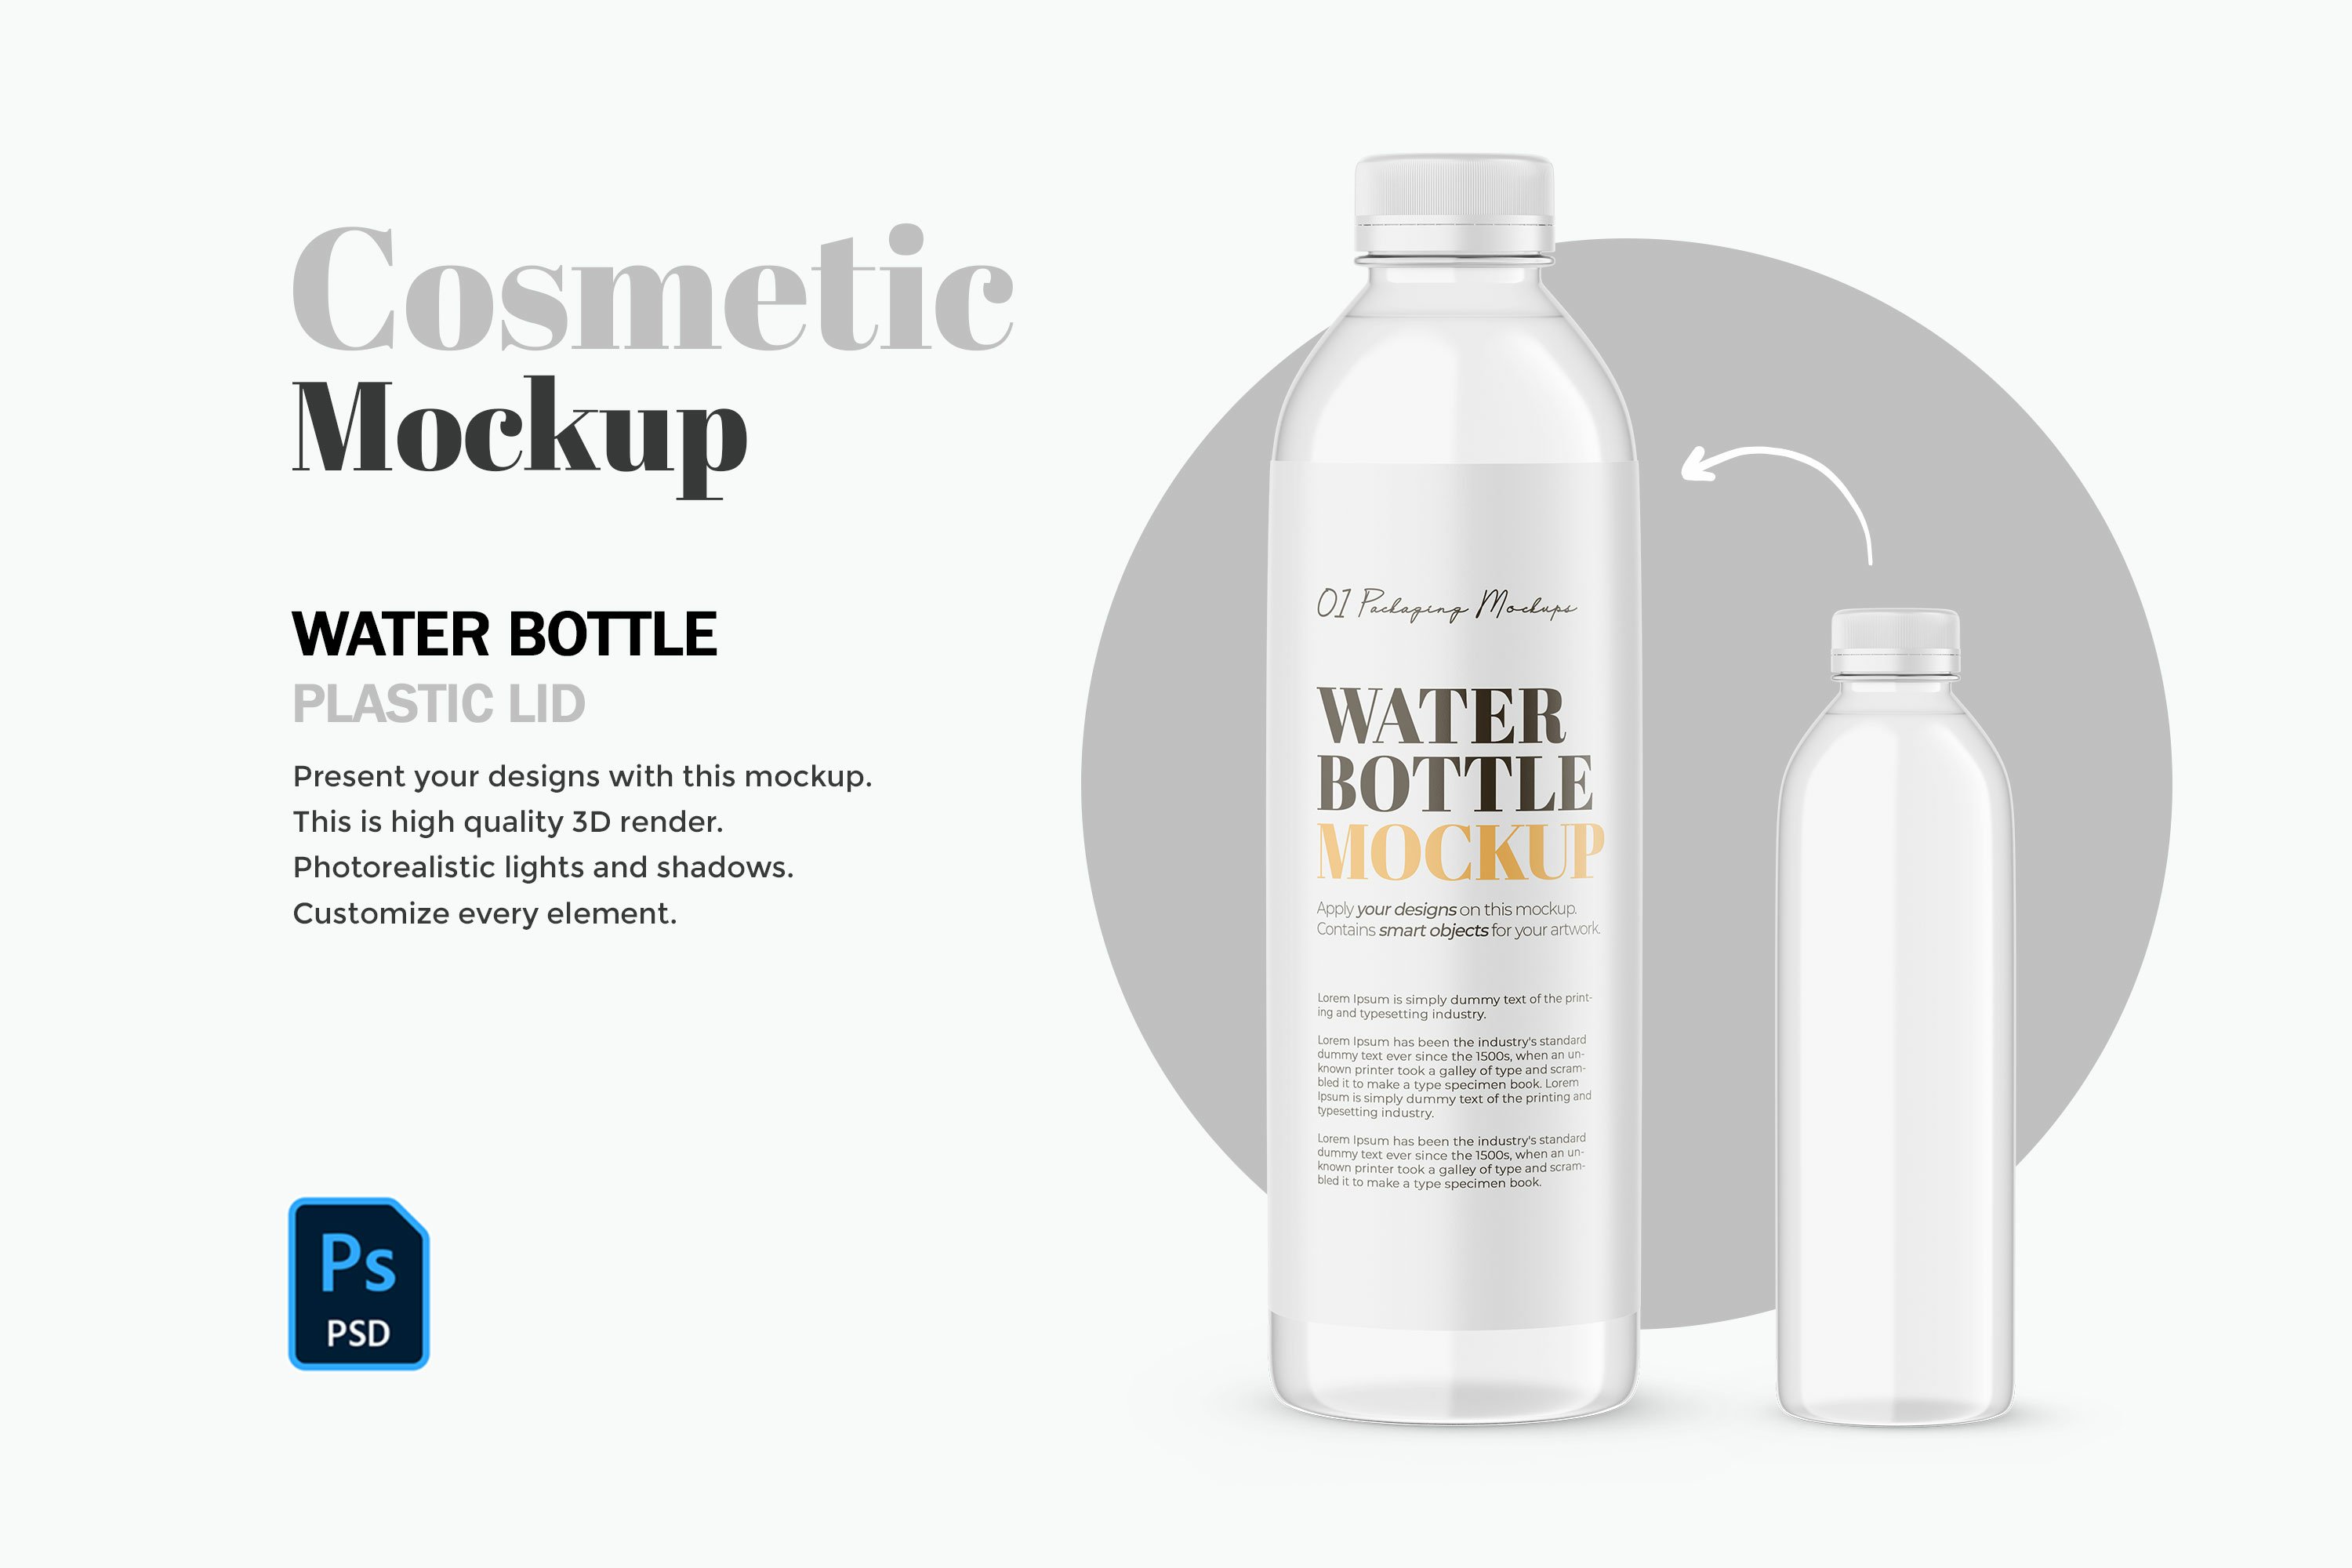 Cosmetic
Mockup
WATER BOTTLE
PLASTIC LID
Present your designs with this mockup.
This is high quality 3D render.
Photorealistic lights and shadows.
Customize every element.
Ps
PSD
01 Packaging Mockups
WATER
BOTTLE
MOCKUP
Apply your designs on this mockup.
Contains smart objects for your artwork.
Lorem Ipsum is simply dummy text of the print-
ing and typesetting industry.
Lorem Ipsum has been the industry's standard
dummy text ever since the 1500s, when an un-
known printer took a galley of type and scram-
bled it to make a type specimen book. Lorem
Ipsum is simply dummy text of the printing and
typesetting industry.
Lorem Ipsum has been the industry's standard
dummy text ever since the 1500s, when an un-
known printer took a galley of type and scram-
bled it to make a type specimen book.